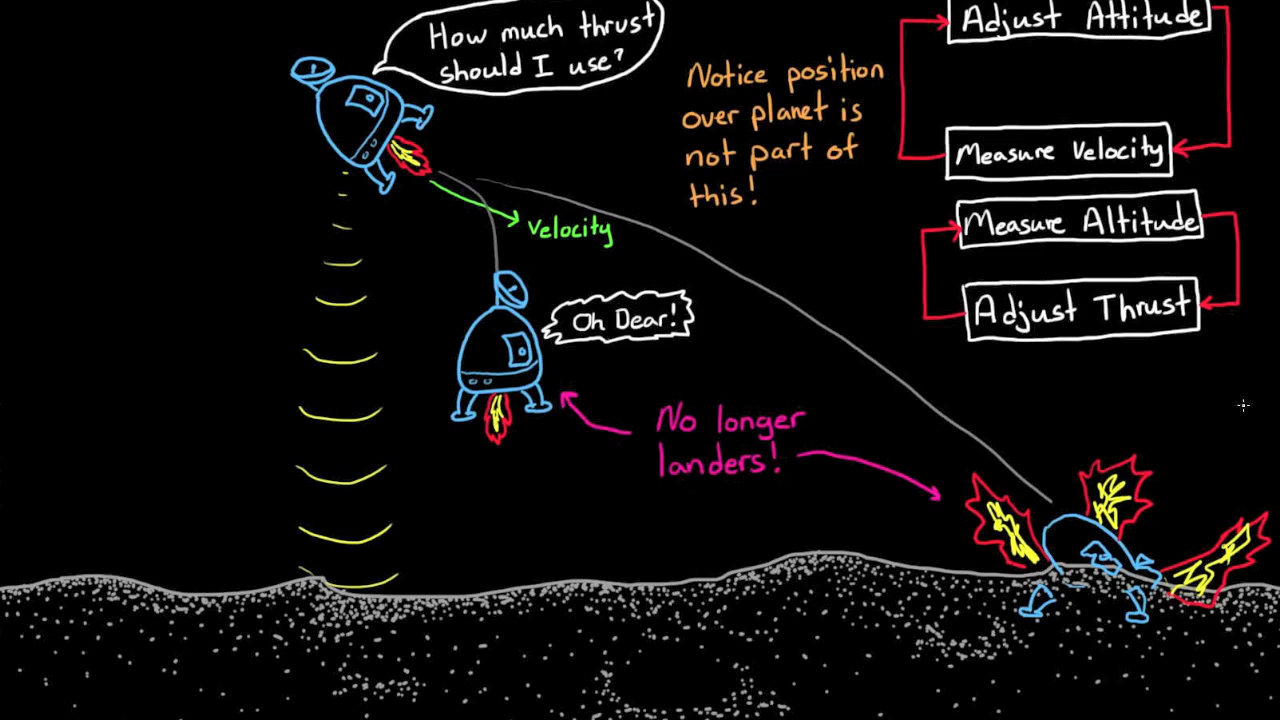 How much thrust
should I use?
Notice position
over planet is
not part of
this!
Adjust Attitude
Measure Velocity
Measure Altitude
Adjust Thrust
Velocity
Oh Dear!
No longer
landers!